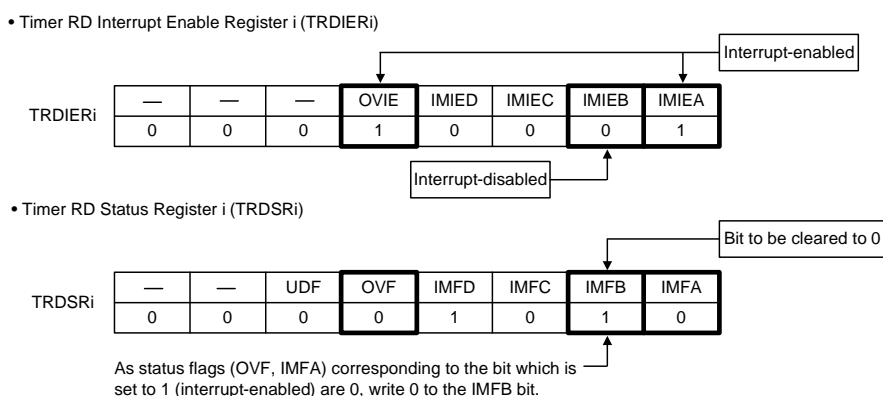 • Timer RD Interrupt Enable Register i (TRDIERi)
Interrupt-enabled
TRDIERi
— — — OVIE IMIED IMIEC IMIEB IMIEA
0 0 0 1 0 0 0 1
Interrupt-disabled
• Timer RD Status Register i (TRDSRi)
Bit to be cleared to 0
TRDSRi
— — UDF OVF IMFD IMFC IMFB IMFA
0 0 0 0 1 0 1 0
As status flags (OVF, IMFA) corresponding to the bit which is
set to 1 (interrupt-enabled) are 0, write 0 to the IMFB bit.